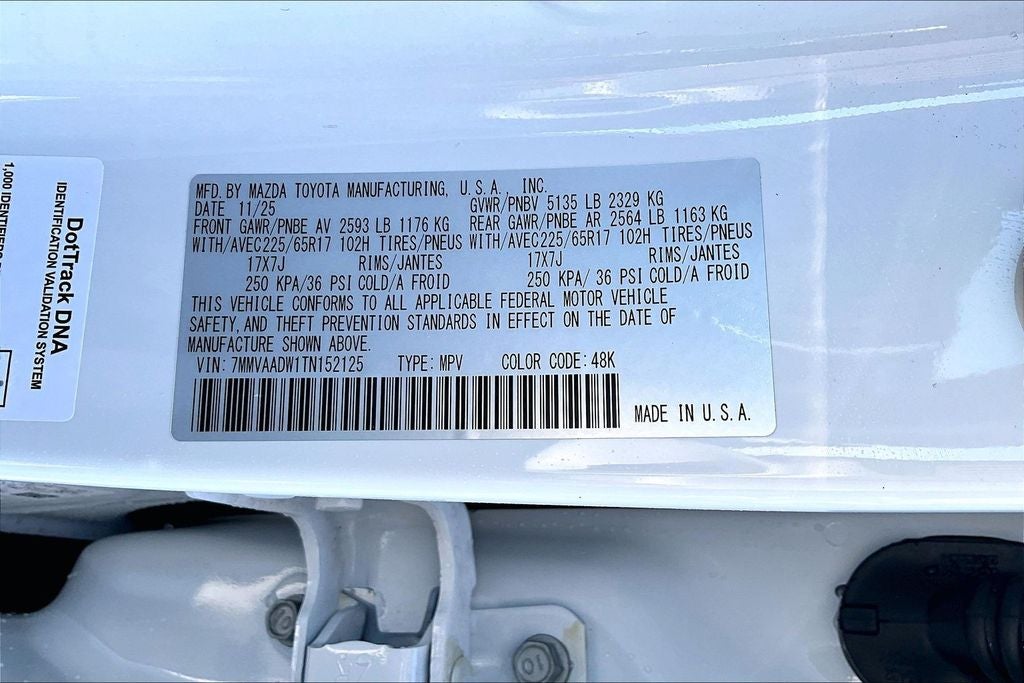 MFD. BY MAZDA TOYOTA MANUFACTURING, U.S.A., INC.
DATE 11/25 GVWR/PNBV 5135 LB 2329 KG
FRONT GAWR/PNBE AV 2593 LB 1176 KG REAR GAWR/PNBE AR 2564 LB 1163 KG
WITH/AVEC225/65R17 102H TIRES/PNEUS WITH/AVEC225/65R17 102H TIRES/PNEUS
17X7J RIMS/JANTES 17X7J RIMS/JANTES
250 KPA/36 PSI COLD/A FROID 250 KPA/36 PSI COLD/A FROID
THIS VEHICLE CONFORMS TO ALL APPLICABLE FEDERAL MOTOR VEHICLE
SAFETY, AND THEFT PREVENTION STANDARDS IN EFFECT ON THE DATE OF
MANUFACTURE SHOWN ABOVE.
VIN: 7MMVAADW1TN152125 TYPE: MPV COLOR CODE: 48K
MADE IN U.S.A.
DotTrack DNA
IDENTIFICATION VALIDATION SYSTEM
1,000 IDENTIFIERS
10